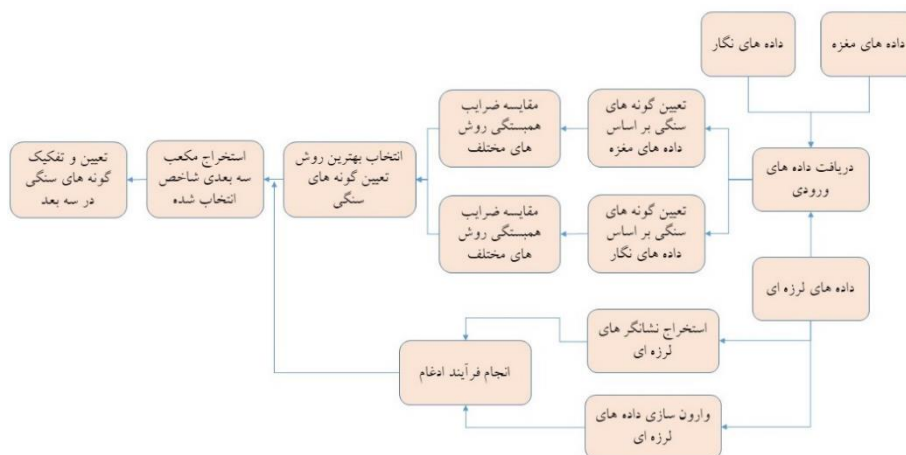 داده های مغزه
داده های نگار
دریافت داده های
ورودی
داده های لرزه ای
تعیین گونه های
سنگی بر اساس
داده های مغزه
مقایسه ضرایب
همبستگی روش
های مختلف
تعیین گونه های
سنگی بر اساس
داده های نگار
مقایسه ضرایب
همبستگی روش
های مختلف
انتخاب بهترین روش
تعیین گونه های
سنگی
استخراج مکعب
سه بعدی شاخص
انتخاب شده
تعیین و تفکیک
گونه های سنگی
در سه بعد
استخراج نشانگر های
لرزه ای
وارون سازی داده های
لرزه ای
انجام فرآیند ادغام